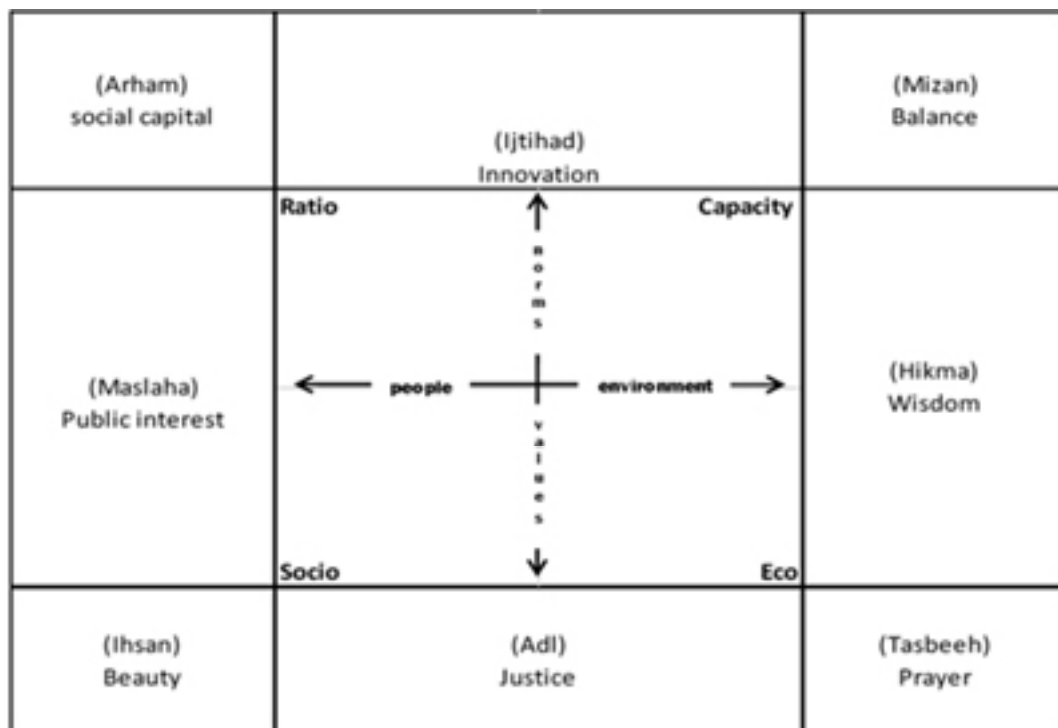 (Arham)
social capital
(Ijtihad)
Innovation
(Mizan)
Balance
Ratio
Capacity
norms
(Maslaha)
Public interest
people
environment
(Hikma)
Wisdom
values
Socio
Eco
(Ihsan)
Beauty
(Adl)
Justice
(Tasbeeh)
Prayer